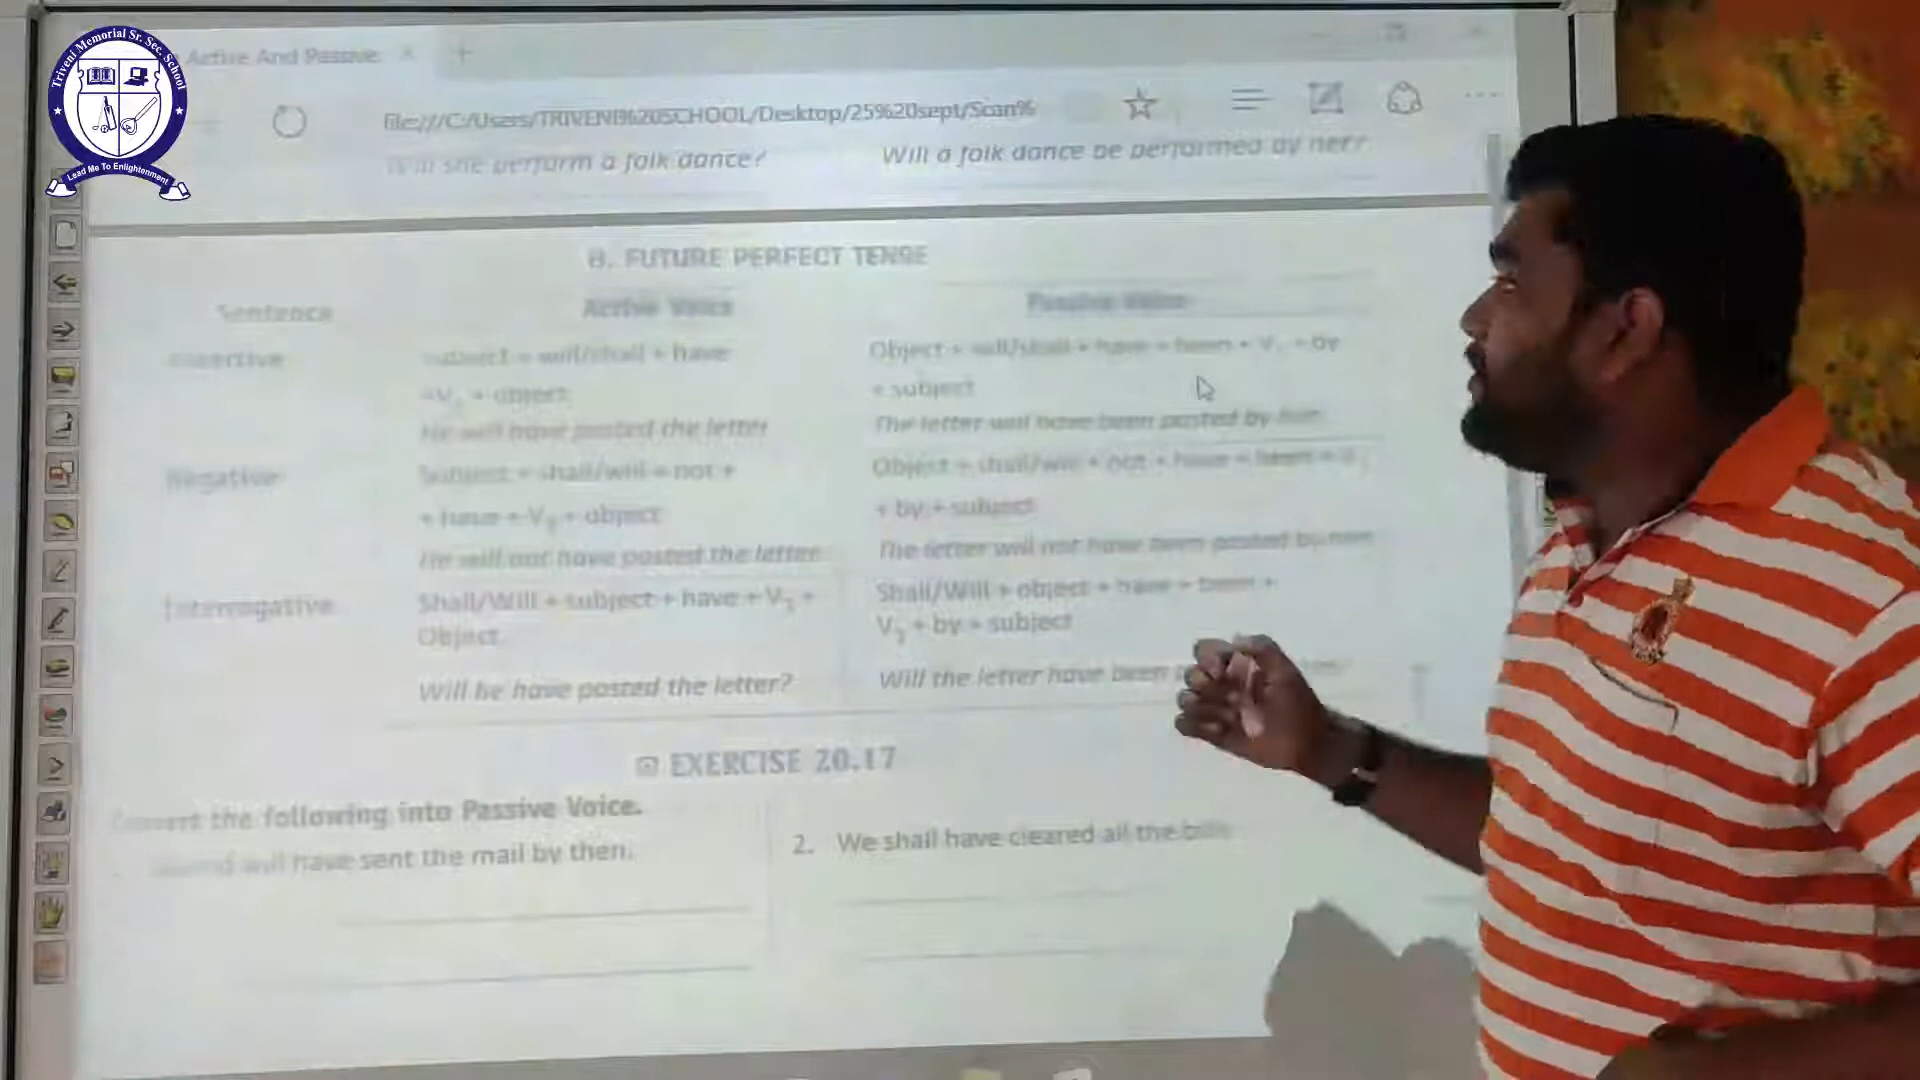 Triveni Memorial Sr. Sec. School
Lead Me To Enlightenment
Active And Passive
file:///C:/Users/TRIVENI%20SCHOOL/Desktop/25%20sept/Scan%
Will she perform a folk dance? Will a folk dance be performed by her?
B. FUTURE PERFECT TENSE
Sentence Active Voice Passive Voice
Assertive Subject + will/shall + have Object + will/shall + have + been + V3 + by
+V3 + object + subject
He will have posted the letter The letter will have been posted by him
Negative Subject + shall/will + not + Object + shall/will + not + have + been + V3
+ have + V3 + object + by + subject
He will not have posted the letter The letter will not have been posted by him
Interrogative Shall/Will + subject + have + V3 + Shall/Will + object + have + been +
Object V3 + by + subject
Will he have posted the letter? Will the letter have been
EXERCISE 20.17
Convert the following into Passive Voice.
will have sent the mail by then. 2. We shall have cleared all the bills